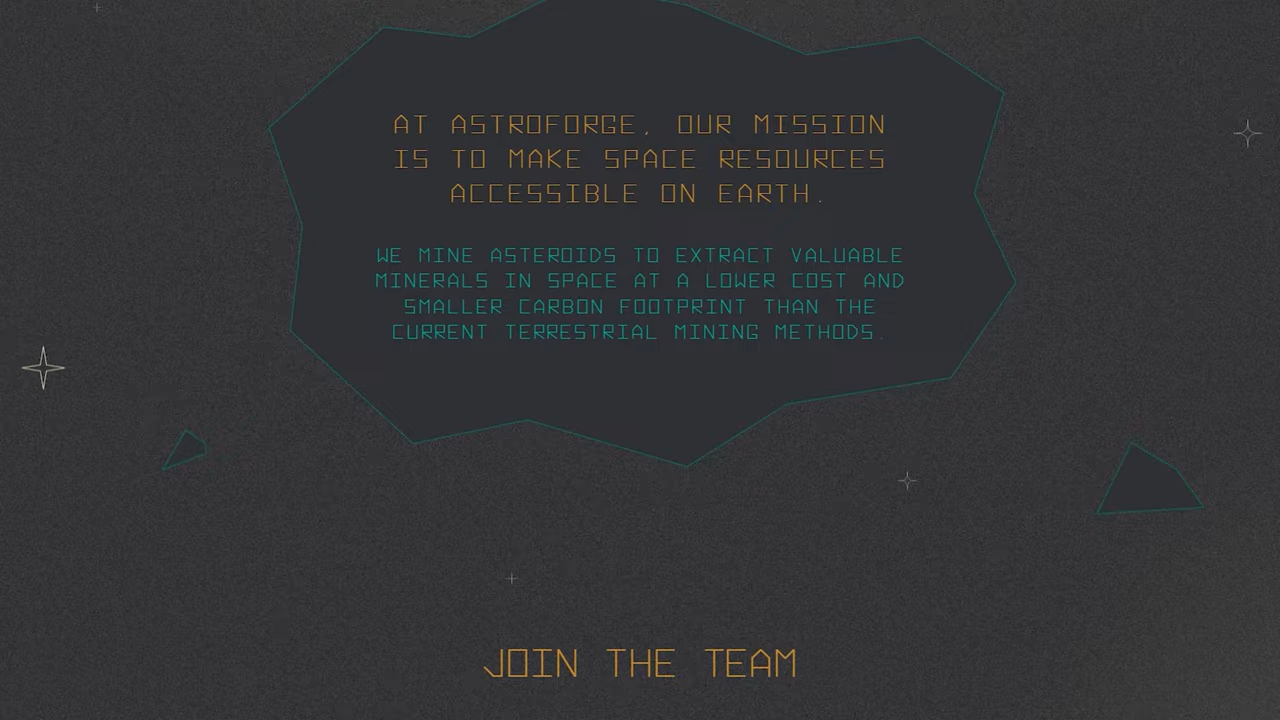 AT ASTROFORGE, OUR MISSION
IS TO MAKE SPACE RESOURCES
ACCESSIBLE ON EARTH.
WE MINE ASTEROIDS TO EXTRACT VALUABLE
MINERALS IN SPACE AT A LOWER COST AND
SMALLER CARBON FOOTPRINT THAN THE
CURRENT TERRESTRIAL MINING METHODS.
JOIN THE TEAM